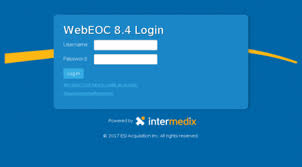 WebEOC 8.4 Login
Username:
Password:
Log In
Powered by intermedix
© 2017 ESi Acquisition Inc. All rights reserved.